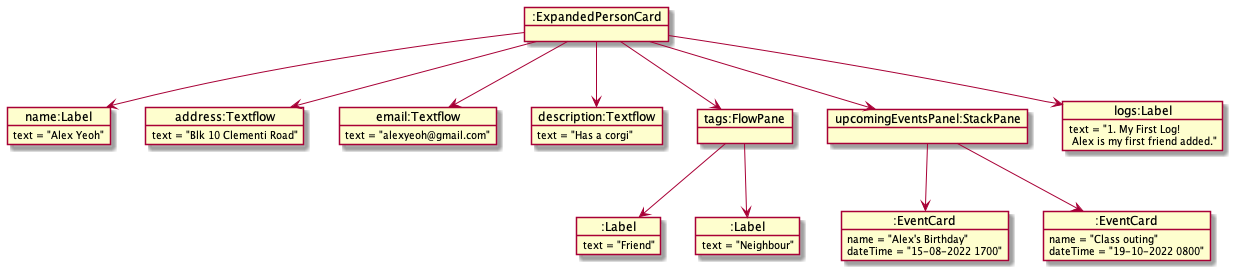 :ExpandedPersonCard
name:Label
text = "Alex Yeoh"
address:Textflow
text = "Blk 10 Clementi Road"
email:Textflow
text = "alexyeoh@gmail.com"
description:Textflow
text = "Has a corgi"
tags:FlowPane
upcomingEventsPanel:StackPane
logs:Label
text = "1. My First Log!
Alex is my first friend added."
:Label
text = "Friend"
:Label
text = "Neighbour"
:EventCard
name = "Alex's Birthday"
dateTime = "15-08-2022 1700"
:EventCard
name = "Class outing"
dateTime = "19-10-2022 0800"